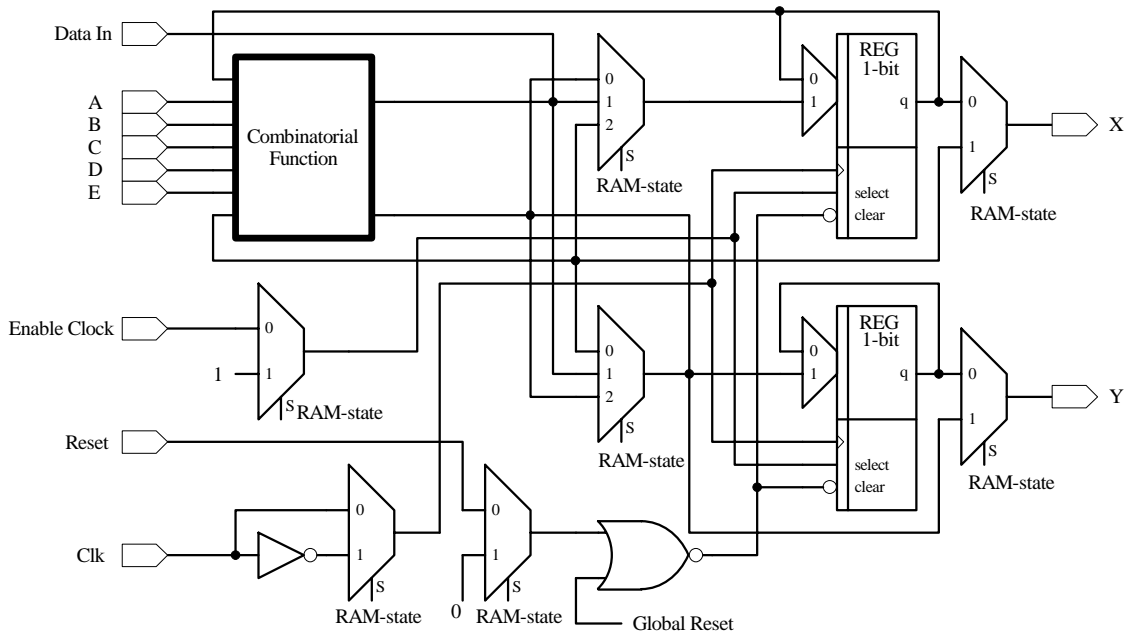 Data In
A
B
C
D
E
Combinatorial
Function
0
1
2
S
RAM-state
0
1
REG
1-bit
q
select
clear
0
1
S
RAM-state
X
Enable Clock
1
0
1
S
RAM-state
0
1
2
S
RAM-state
0
1
REG
1-bit
q
select
clear
0
1
S
RAM-state
Y
Reset
Clk
0
1
S
RAM-state
0
0
1
S
RAM-state
Global Reset